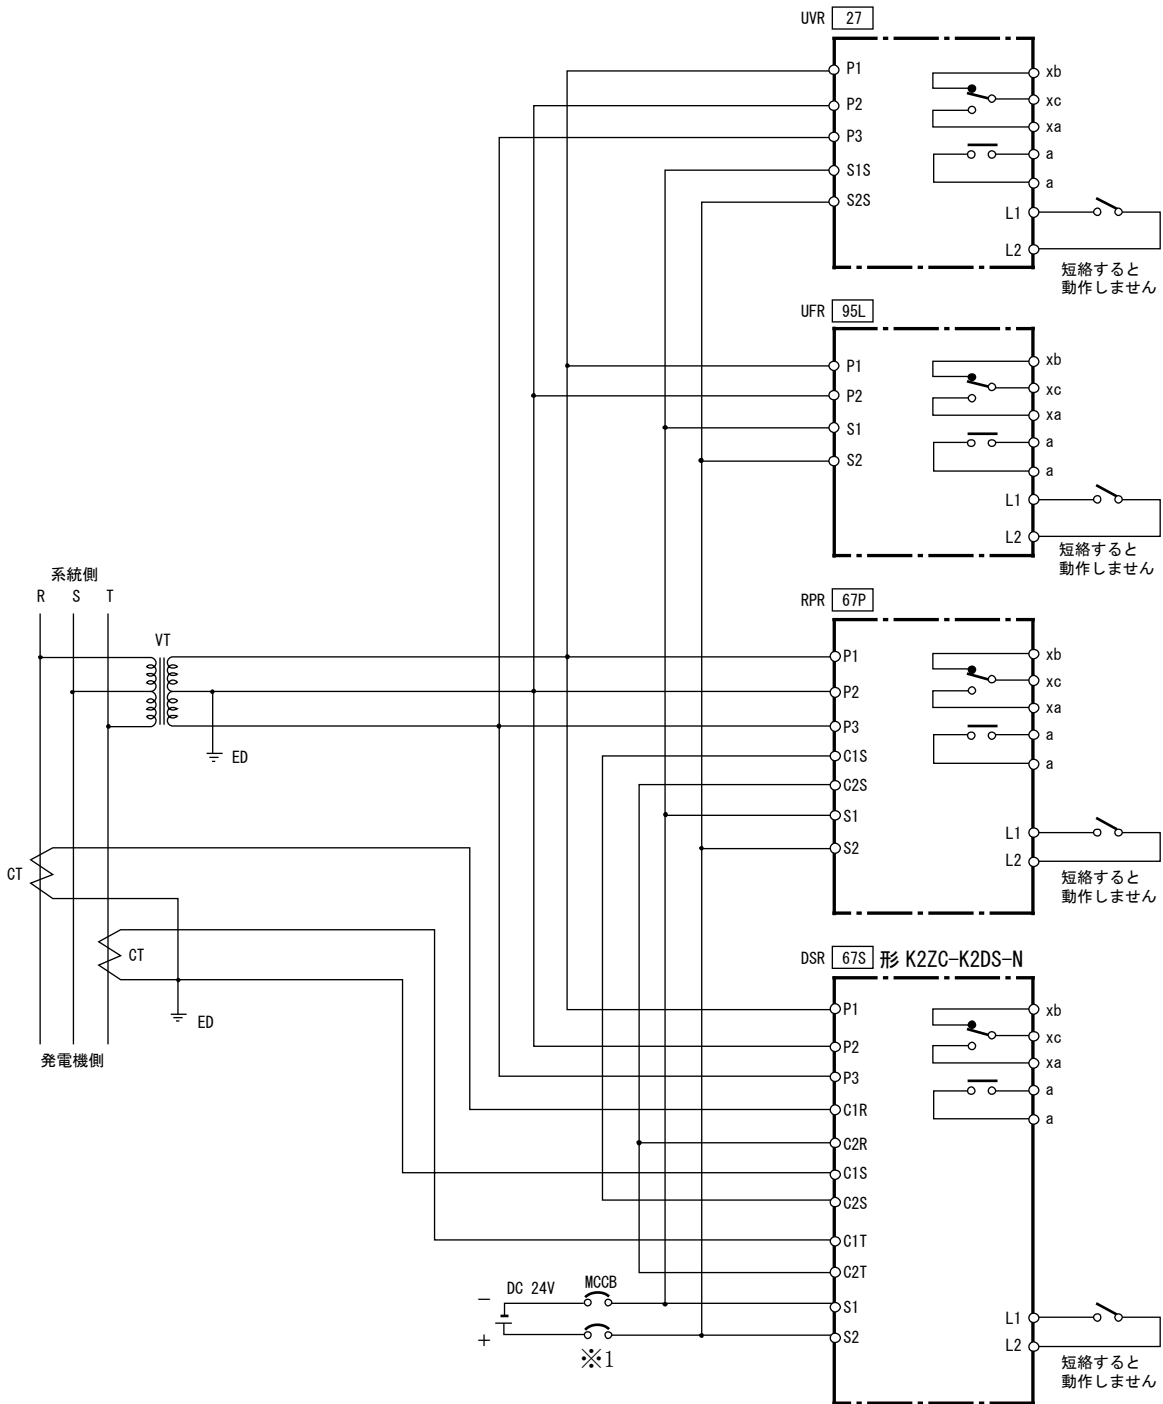 UVR 27
P1
P2
P3
S1S
S2S
xb
xc
xa
a
a
L1
L2
短絡すると
動作しません
UFR 95L
P1
P2
S1
S2
xb
xc
xa
a
a
L1
L2
短絡すると
動作しません
系統側
R S T
VT
ED
CT
CT
ED
発電機側
RPR 67P
P1
P2
P3
C1S
C2S
S1
S2
xb
xc
xa
a
a
L1
L2
短絡すると
動作しません
DSR 67S 形 K2ZC-K2DS-N
P1
P2
P3
C1R
C2R
C1S
C2S
C1T
C2T
S1
S2
xb
xc
xa
a
a
L1
L2
短絡すると
動作しません
DC 24V MCCB
−
+
※1